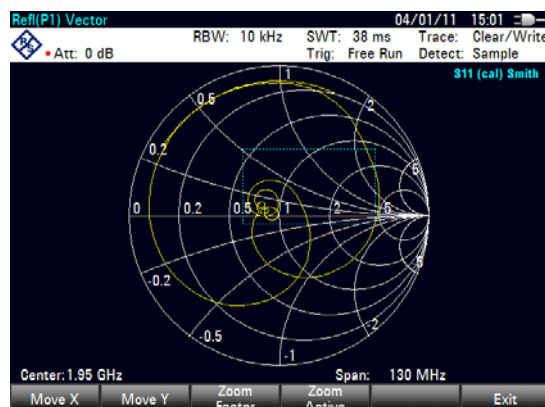 Refl(P1) Vector 04/01/11 15:01
RBW: 10 kHz SWT: 38 ms Trace: Clear/Write
Att: 0 dB Trig: Free Run Detect: Sample
S11 (cal) Smith
1
0.5 2
0.2 5
0 0.2 0.5 1 2 5
-0.2 5
-0.5 -2
-1
Center: 1.95 GHz Span: 130 MHz
Move X Move Y Zoom Factor Zoom Active Exit